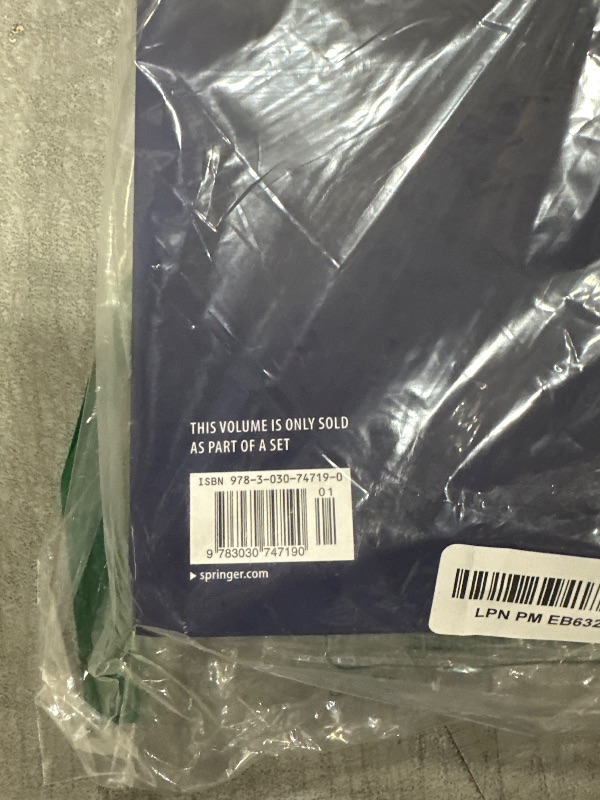 THIS VOLUME IS ONLY SOLD
AS PART OF A SET
ISBN 978-3-030-74719-0
01
9 783030 747190
springer.com
LPN PM EB632